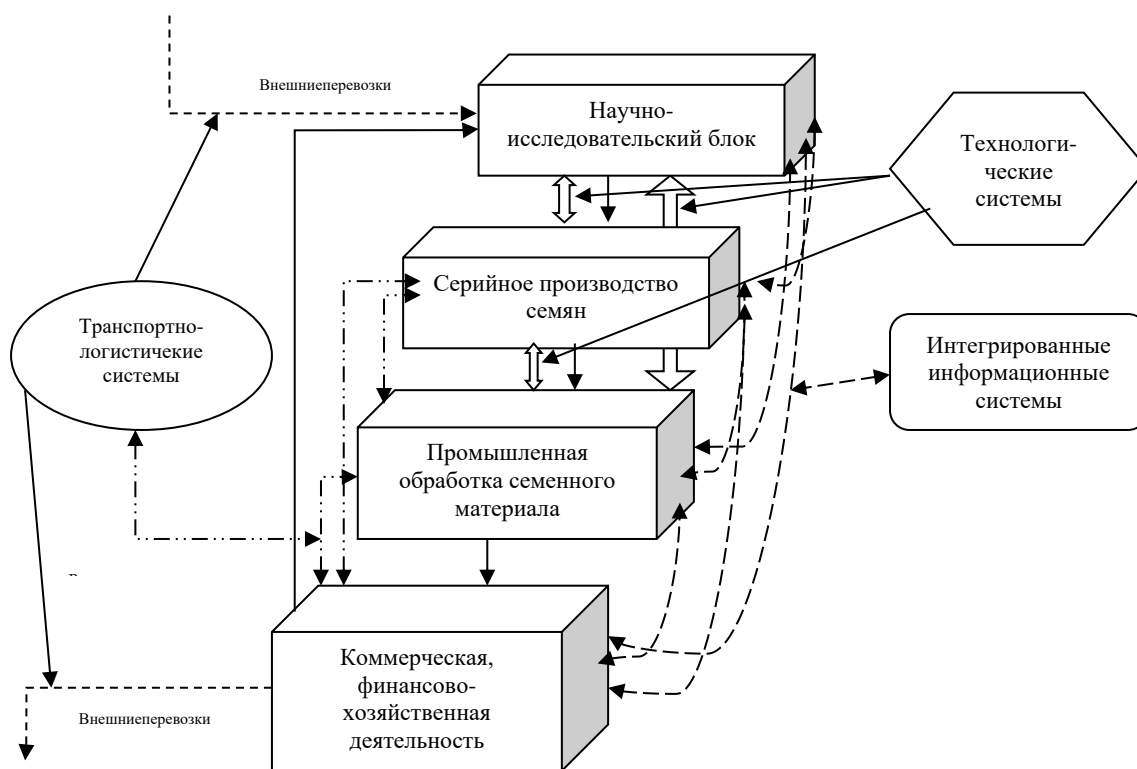 Внешниеперевозки
Научно-
исследовательский блок
Технологи-
ческие
системы
Серийное производство
семян
Транспортно-
логистичекие
системы
Интегрированные
информационные
системы
Промышленная
обработка семенного
материала
Коммерческая,
финансово-
хозяйственная
деятельность
Внешниеперевозки